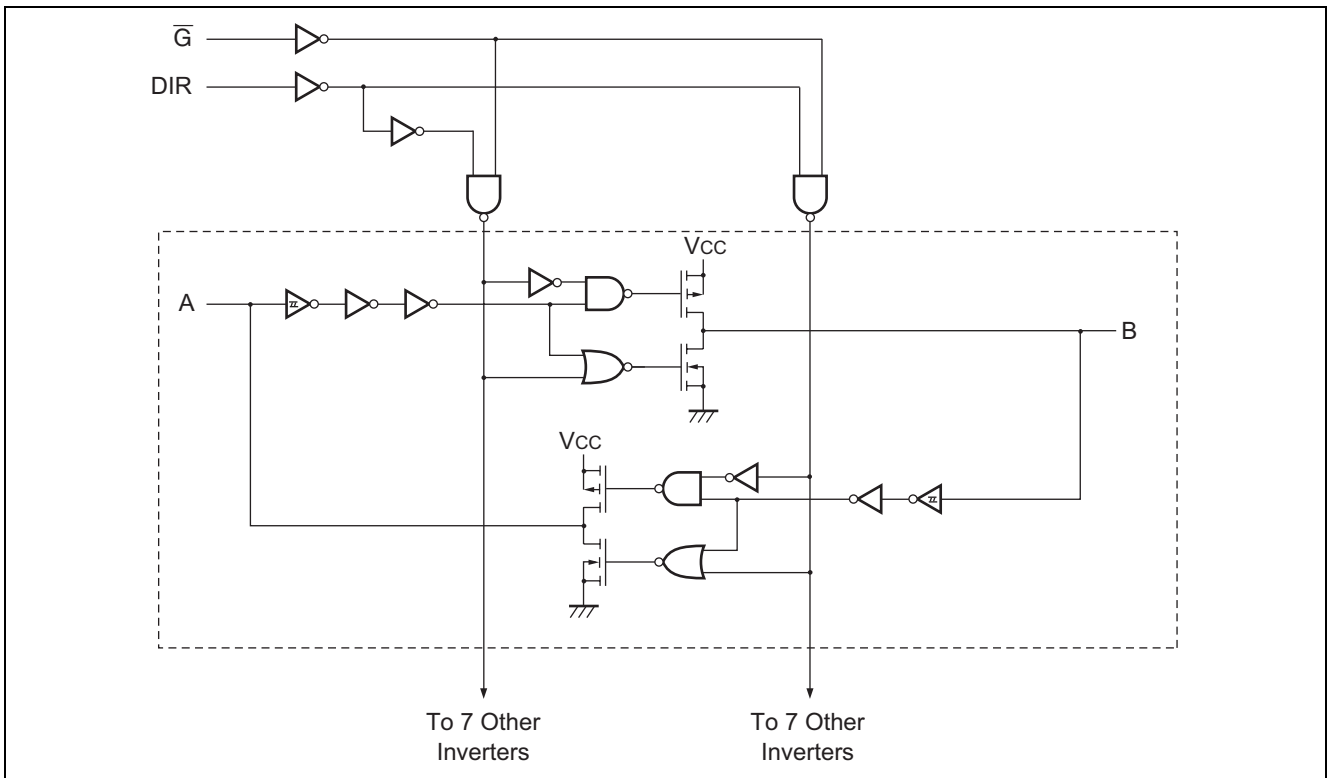 G̅
DIR
VCC
A
B
VCC
To 7 Other
Inverters
To 7 Other
Inverters